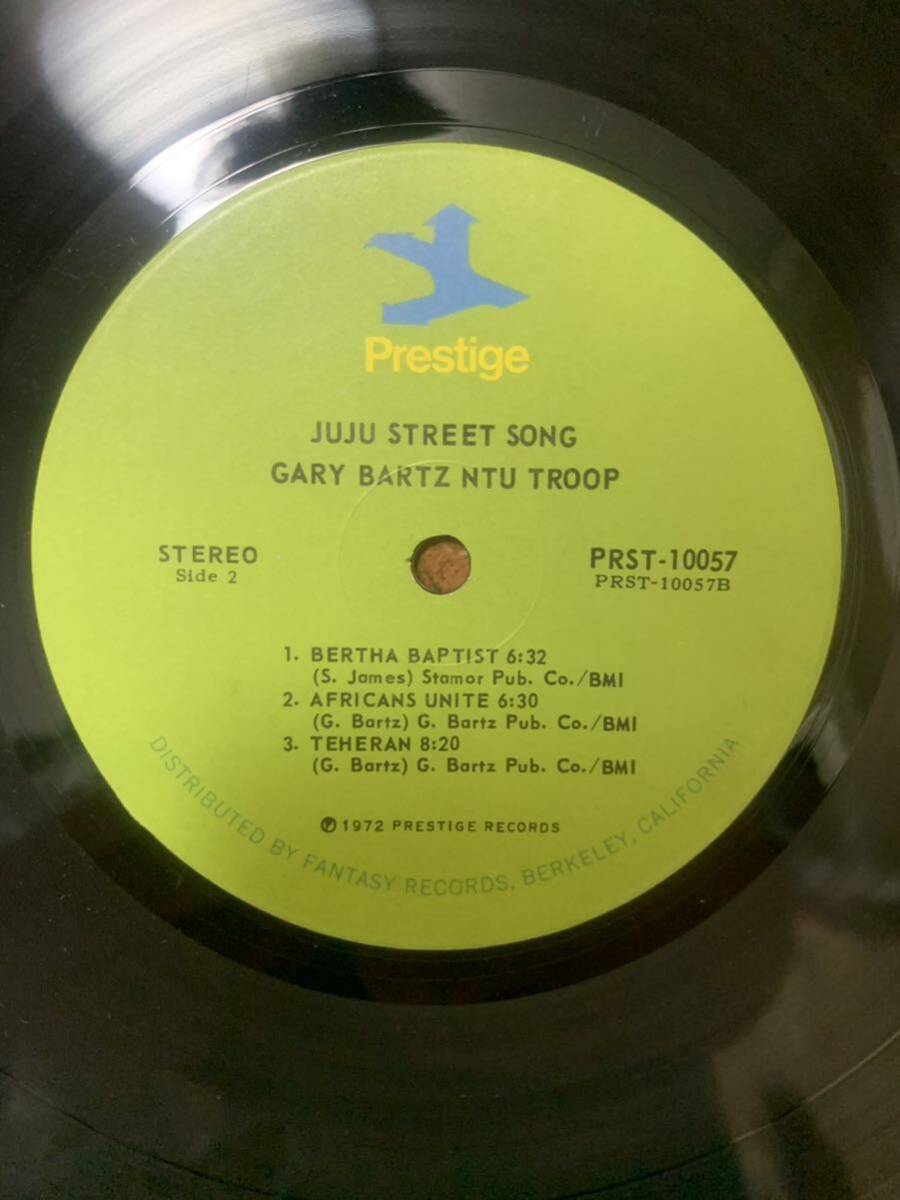 Prestige
JUJU STREET SONG
GARY BARTZ NTU TROOP
STEREO
Side 2
PRST-10057
PRST-10057B
1. BERTHA BAPTIST 6:32
(S. James) Stamor Pub. Co./BMI
2. AFRICANS UNITE 6:30
(G. Bartz) G. Bartz Pub. Co./BMI
3. TEHERAN 8:20
(G. Bartz) G. Bartz Pub. Co./BMI
℗ 1972 PRESTIGE RECORDS
DISTRIBUTED BY FANTASY RECORDS, BERKELEY, CALIFORNIA